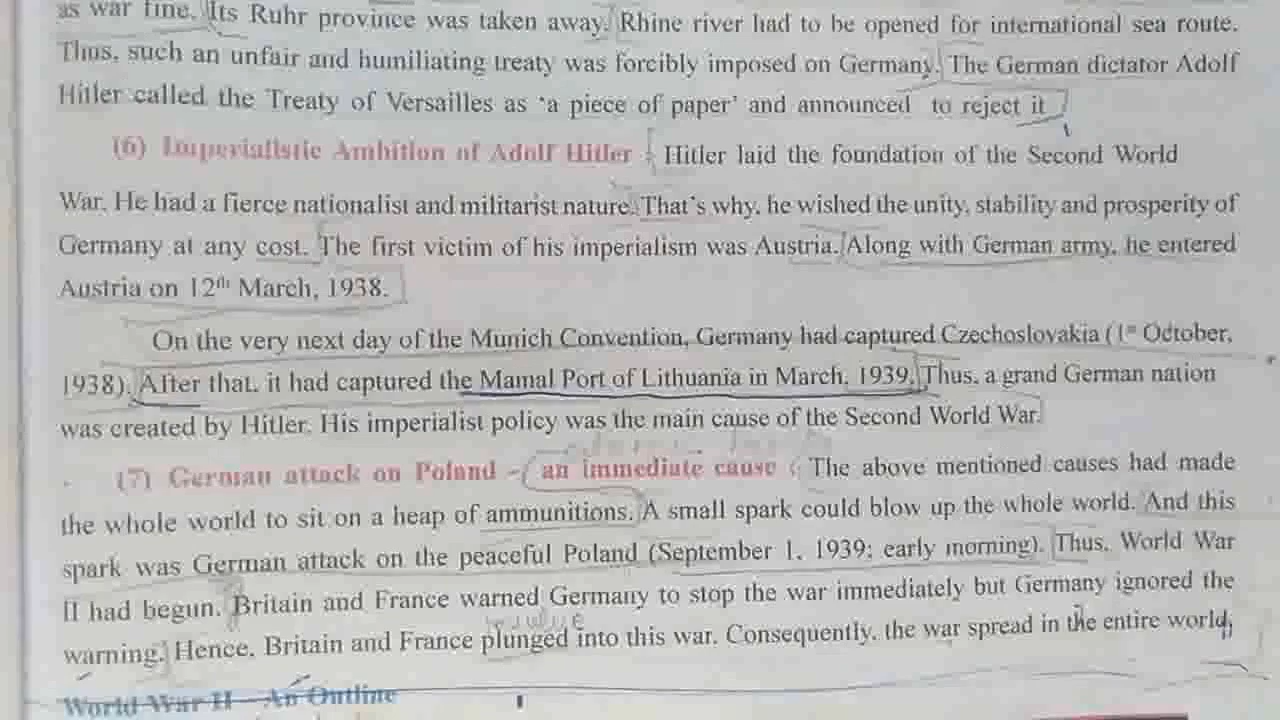 as war fine. Its Ruhr province was taken away. Rhine river had to be opened for international sea route.
Thus, such an unfair and humiliating treaty was forcibly imposed on Germany. The German dictator Adolf
Hitler called the Treaty of Versailles as 'a piece of paper' and announced to reject it
(6) Imperialistic Ambition of Adolf Hitler : Hitler laid the foundation of the Second World
War. He had a fierce nationalist and militarist nature. That's why, he wished the unity, stability and prosperity of
Germany at any cost. The first victim of his imperialism was Austria. Along with German army, he entered
Austria on 12th March, 1938.
On the very next day of the Munich Convention, Germany had captured Czechoslovakia (1st October,
1938). After that, it had captured the Mamal Port of Lithuania in March, 1939. Thus, a grand German nation
was created by Hitler. His imperialist policy was the main cause of the Second World War.
(7) German attack on Poland - an immediate cause : The above mentioned causes had made
the whole world to sit on a heap of ammunitions. A small spark could blow up the whole world. And this
spark was German attack on the peaceful Poland (September 1, 1939; early morning). Thus, World War
II had begun. Britain and France warned Germany to stop the war immediately but Germany ignored the
warning. Hence, Britain and France plunged into this war. Consequently, the war spread in the entire world.
World War II - An Outline